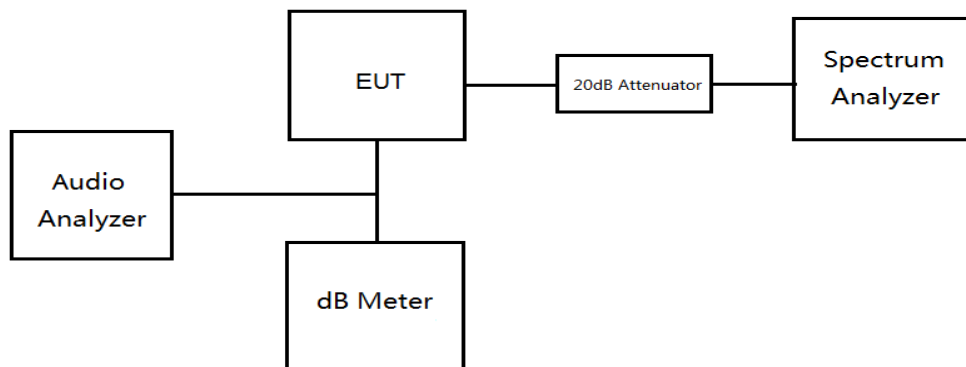 EUT
20dB Attenuator
Spectrum
Analyzer
Audio
Analyzer
dB Meter